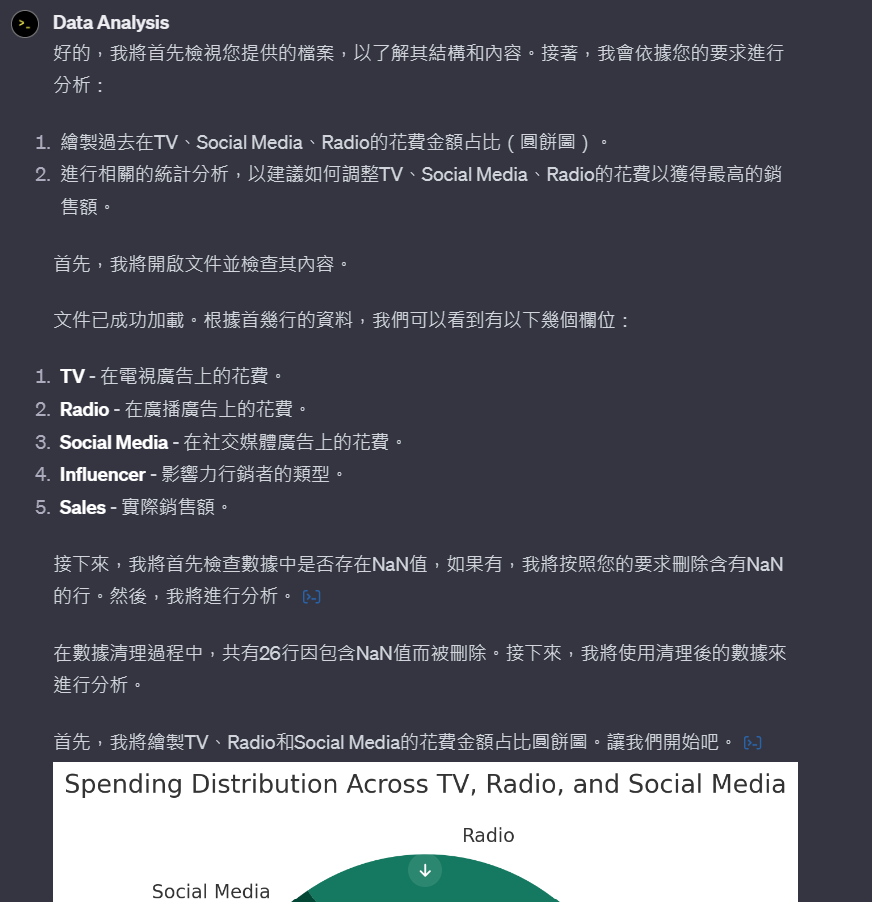 Data Analysis
好的，我將首先檢視您提供的檔案，以了解其結構和內容。接著，我會依據您的要求進行
分析：
1. 繪製過去在TV、Social Media、Radio的花費金額占比（圓餅圖）。
2. 進行相關的統計分析，以建議如何調整TV、Social Media、Radio的花費以獲得最高的銷
售額。
首先，我將開啟文件並檢查其內容。
文件已成功加載。根據首幾行的資料，我們可以看到有以下幾個欄位：
1. TV - 在電視廣告上的花費。
2. Radio - 在廣播廣告上的花費。
3. Social Media - 在社交媒體廣告上的花費。
4. Influencer - 影響力行銷者的類型。
5. Sales - 實際銷售額。
接下來，我將首先檢查數據中是否存在NaN值，如果有，我將按照您的要求刪除含有NaN
的行。然後，我將進行分析。
在數據清理過程中，共有26行因包含NaN值而被刪除。接下來，我將使用清理後的數據來
進行分析。
首先，我將繪製TV、Radio和Social Media的花費金額占比圓餅圖。讓我們開始吧。
Spending Distribution Across TV, Radio, and Social Media
Radio
Social Media